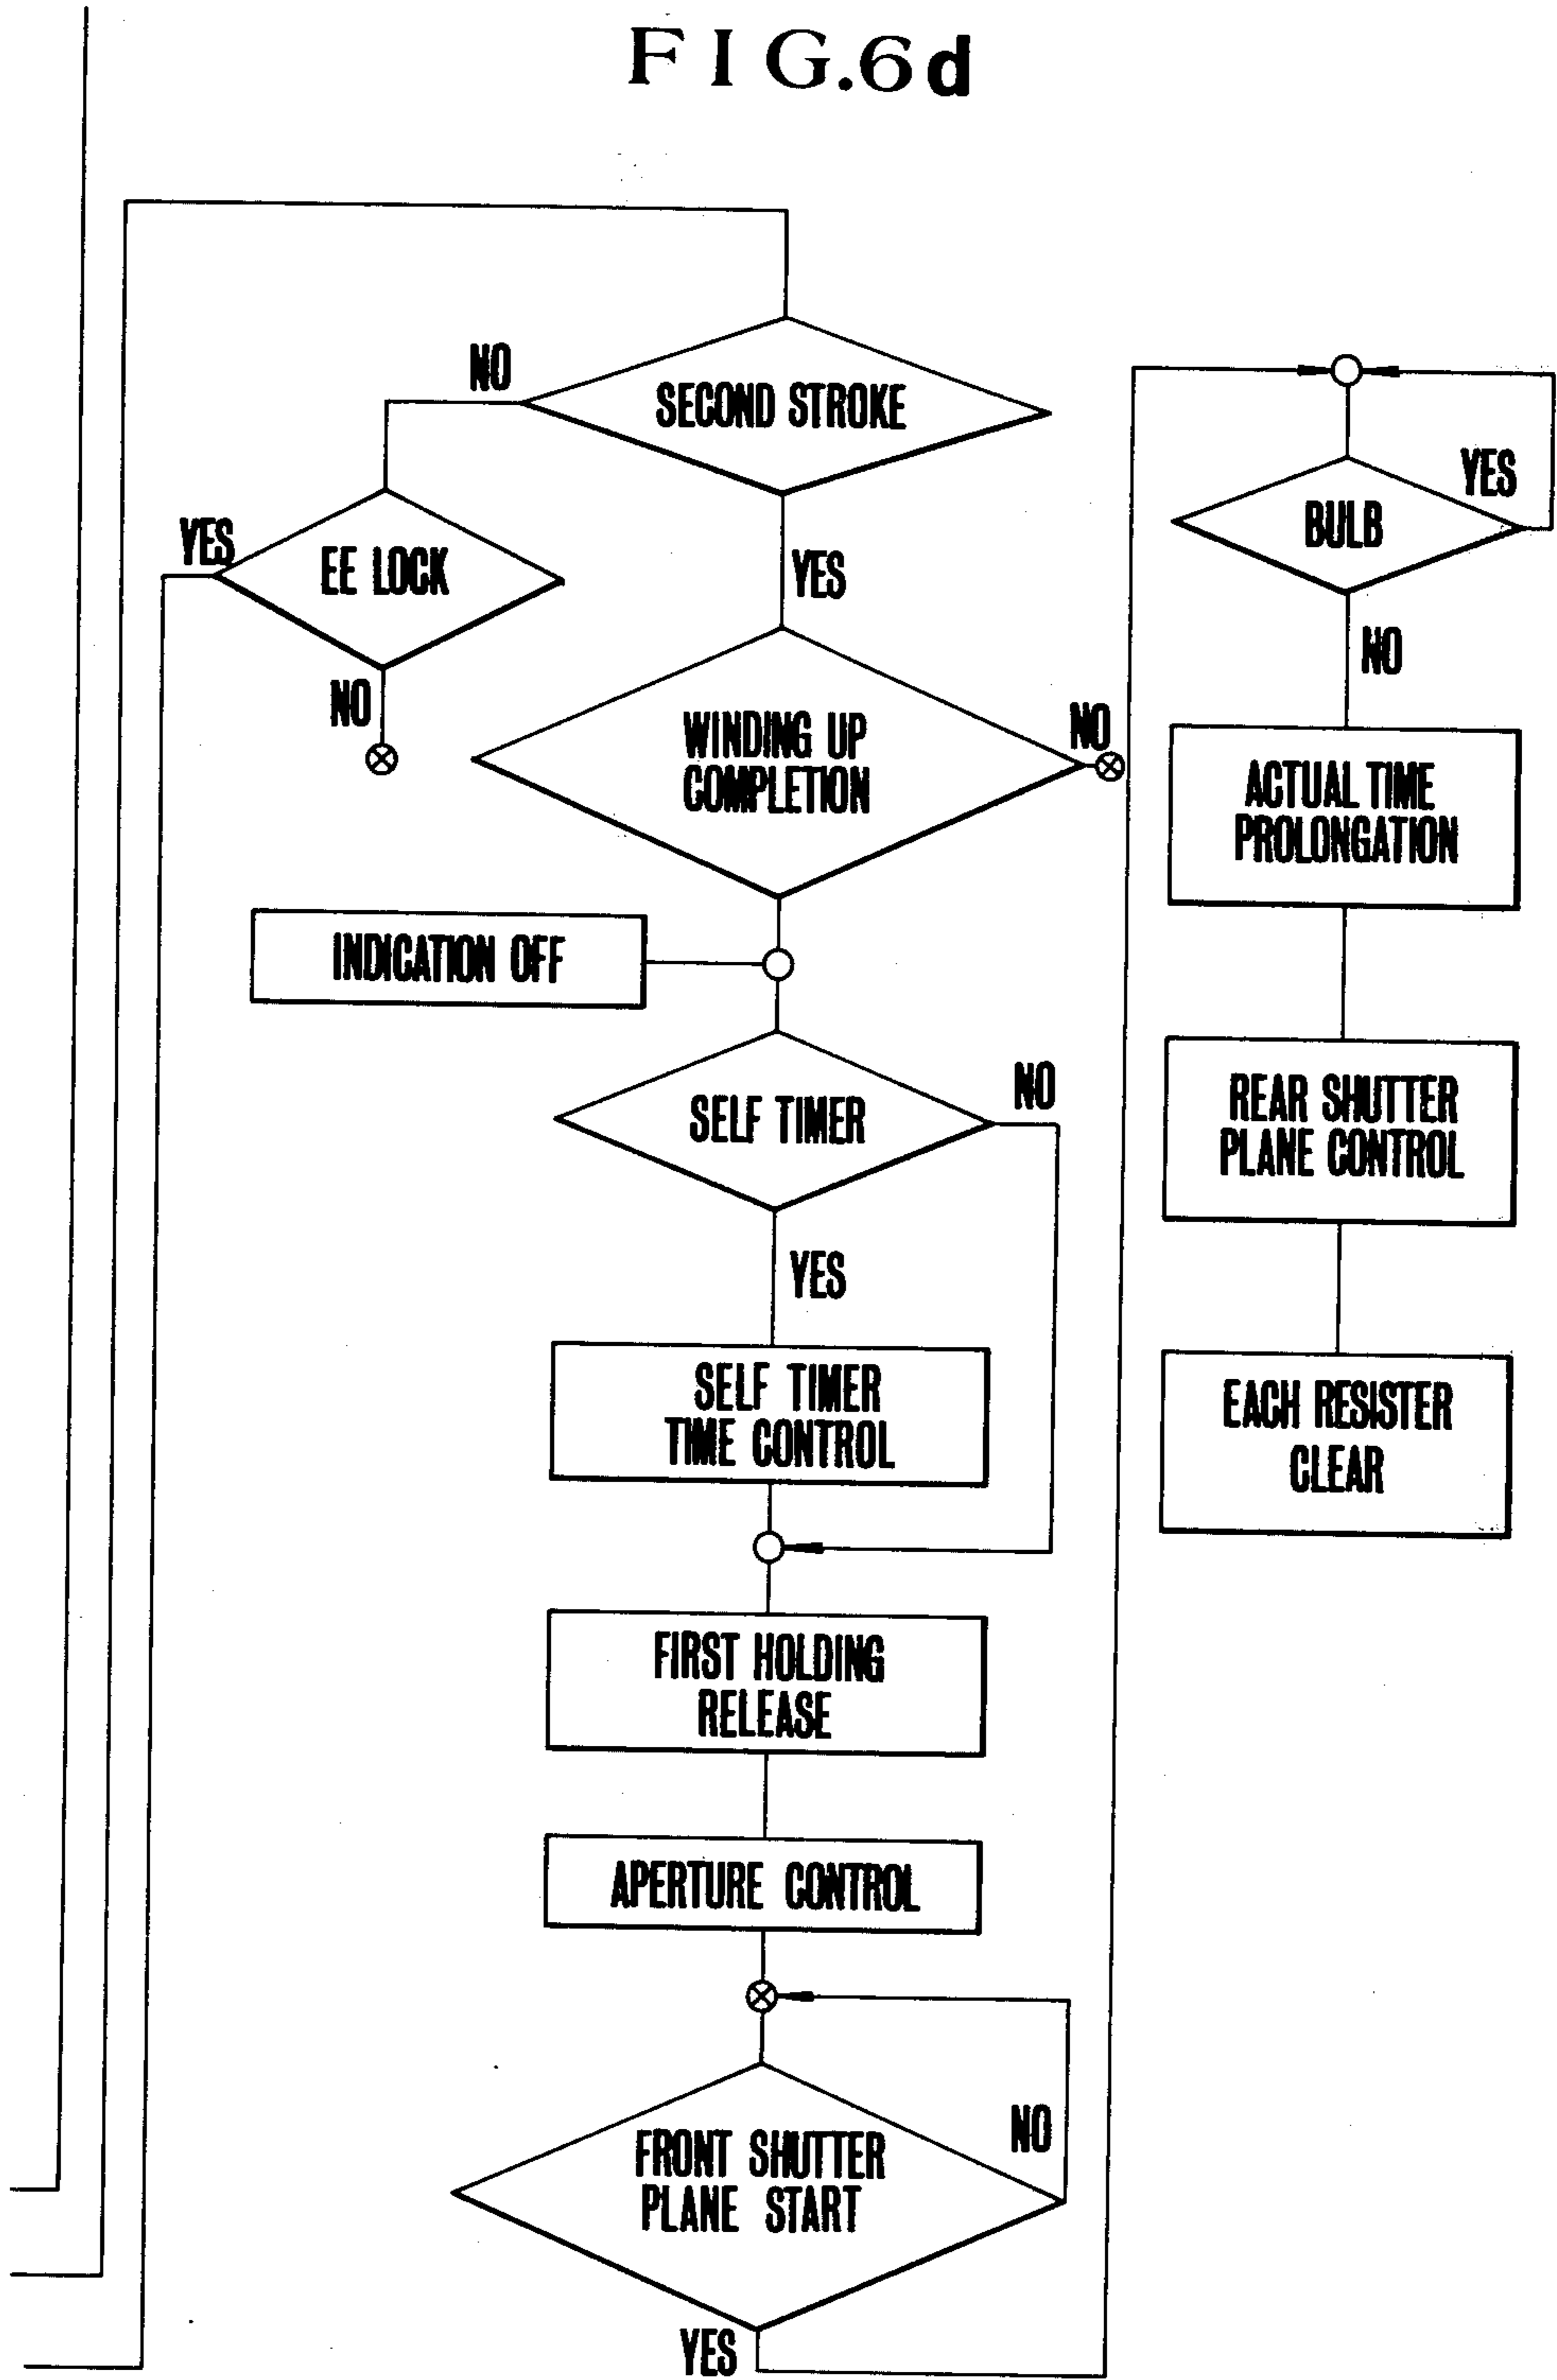 FIG.6d
NO
SECOND STROKE
YES
EE LOCK
YES
NO
WINDING UP
COMPLETION
NO
INDICATION OFF
SELF TIMER
NO
YES
SELF TIMER
TIME CONTROL
FIRST HOLDING
RELEASE
APERTURE CONTROL
FRONT SHUTTER
PLANE START
NO
YES
BULB
YES
NO
ACTUAL TIME
PROLONGATION
REAR SHUTTER
PLANE CONTROL
EACH RESISTER
CLEAR